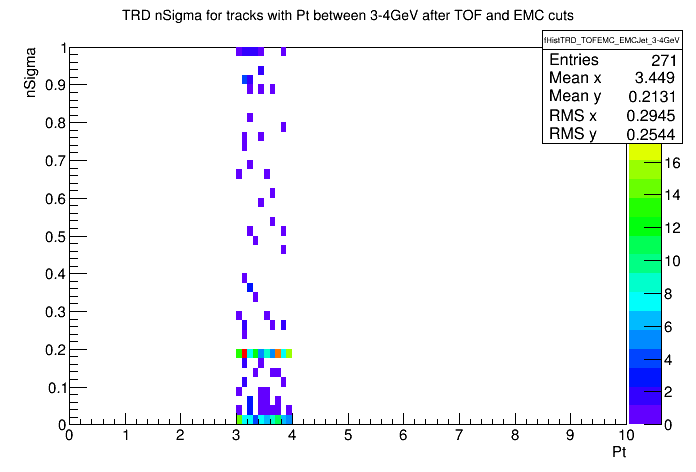 TRD nSigma for tracks with Pt between 3-4GeV after TOF and EMC cuts
fHistTRD_TOFEMC_EMCJet_3-4GeV
Entries 271
Mean x 3.449
Mean y 0.2131
RMS x 0.2945
RMS y 0.2544
nSigma
1
0.9
0.8
0.7
0.6
0.5
0.4
0.3
0.2
0.1
0
0 1 2 3 4 5 6 7 8 9 10
Pt
16
14
12
10
8
6
4
2
0